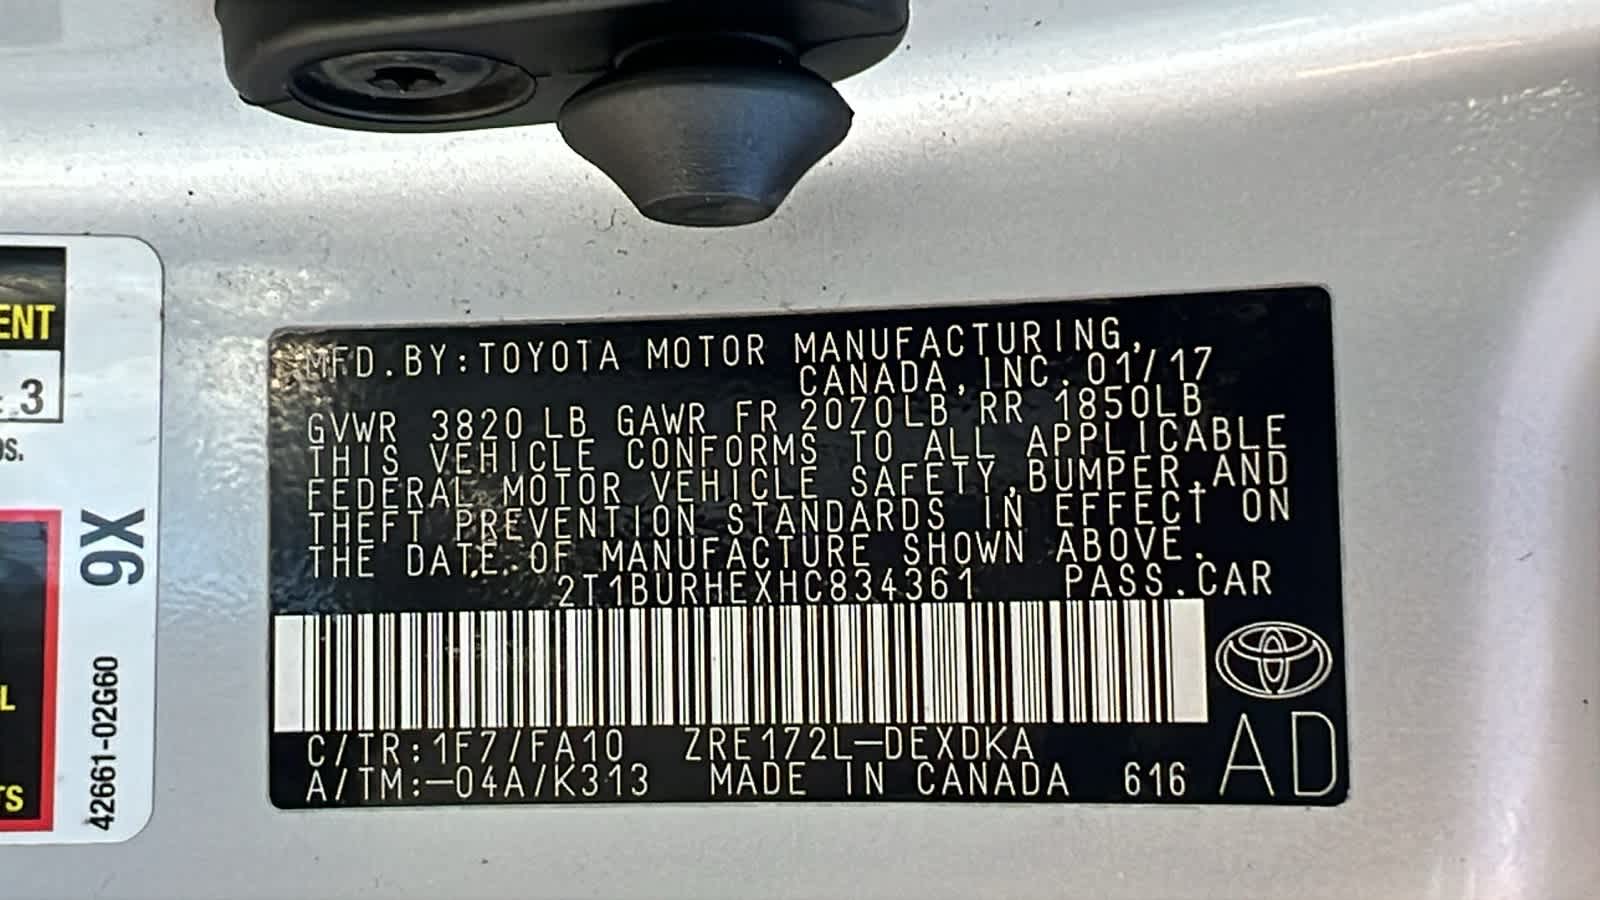 ENT
3
os.
9X
L
TS
42661-02G60
MFD.BY:TOYOTA MOTOR MANUFACTURING,
CANADA,INC. 01/17
GVWR 3820LB GAWR FR 2070LB RR 1850LB
THIS VEHICLE CONFORMS TO ALL APPLICABLE
FEDERAL MOTOR VEHICLE SAFETY,BUMPER,AND
THEFT PREVENTION STANDARDS IN EFFECT ON
THE DATE OF MANUFACTURE SHOWN ABOVE.
2T1BURHEXHC834361 PASS.CAR
C/TR:1F7/FA10 ZRE172L-DEXDKA
A/TM:-04A/K313 MADE IN CANADA 616
AD